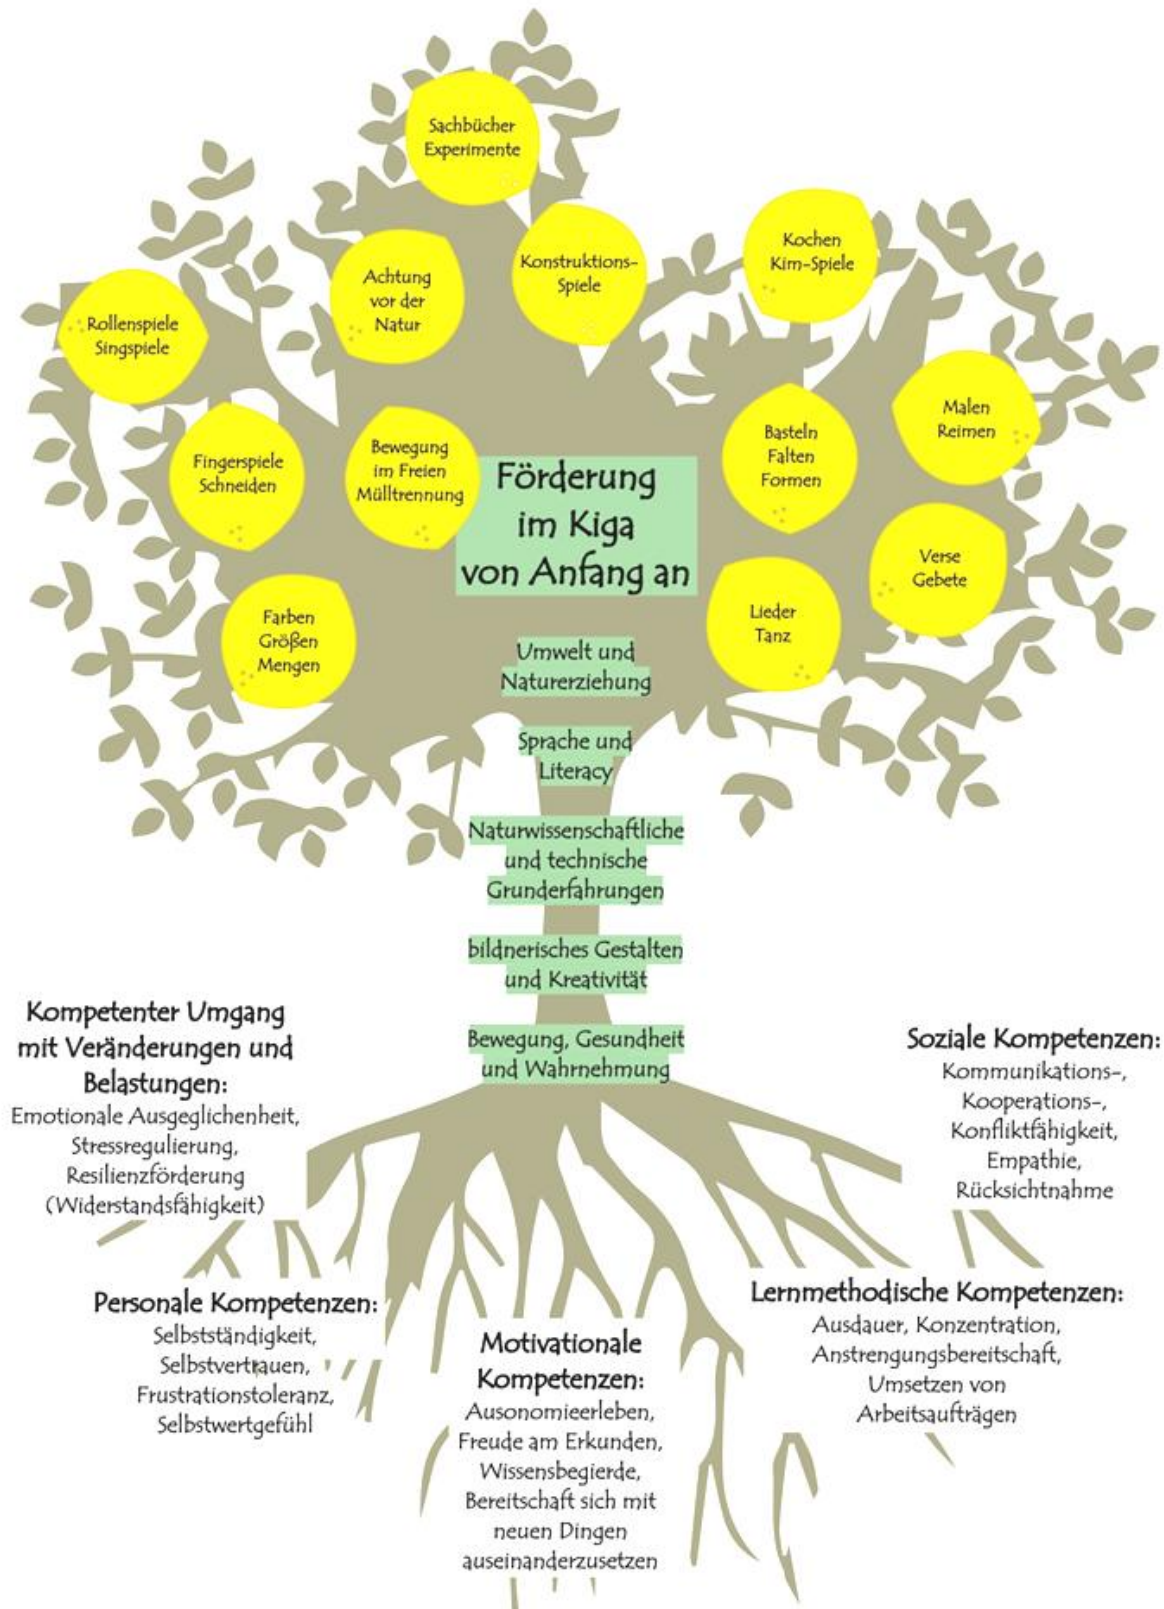 Sachbücher
Experimente
Kochen
Kim-Spiele
Konstruktions-
Spiele
Achtung
vor der
Natur
Rollenspiele
Singspiele
Malen
Reimen
Basteln
Falten
Formen
Bewegung
im Freien
Mülltrennung
Fingerspiele
Schneiden
Förderung
im Kiga
von Anfang an
Verse
Gebete
Lieder
Tanz
Farben
Größen
Mengen
Umwelt und
Naturerziehung
Sprache und
Literacy
Naturwissenschaftliche
und technische
Grunderfahrungen
bildnerisches Gestalten
und Kreativität
Bewegung, Gesundheit
und Wahrnehmung
Kompetenter Umgang
mit Veränderungen und
Belastungen:
Emotionale Ausgeglichenheit,
Stressregulierung,
Resilienzförderung
(Widerstandsfähigkeit)
Soziale Kompetenzen:
Kommunikations-,
Kooperations-,
Konfliktfähigkeit,
Empathie,
Rücksichtnahme
Personale Kompetenzen:
Selbstständigkeit,
Selbstvertrauen,
Frustrationstoleranz,
Selbstwertgefühl
Motivationale
Kompetenzen:
Ausonomieerleben,
Freude am Erkunden,
Wissensbegierde,
Bereitschaft sich mit
neuen Dingen
auseinanderzusetzen
Lernmethodische Kompetenzen:
Ausdauer, Konzentration,
Anstrengungsbereitschaft,
Umsetzen von
Arbeitsaufträgen